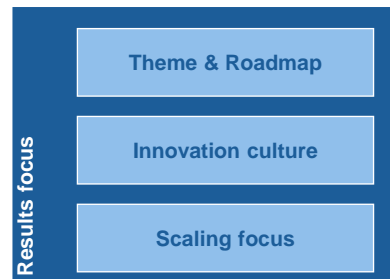 Results focus
Theme & Roadmap
Innovation culture
Scaling focus